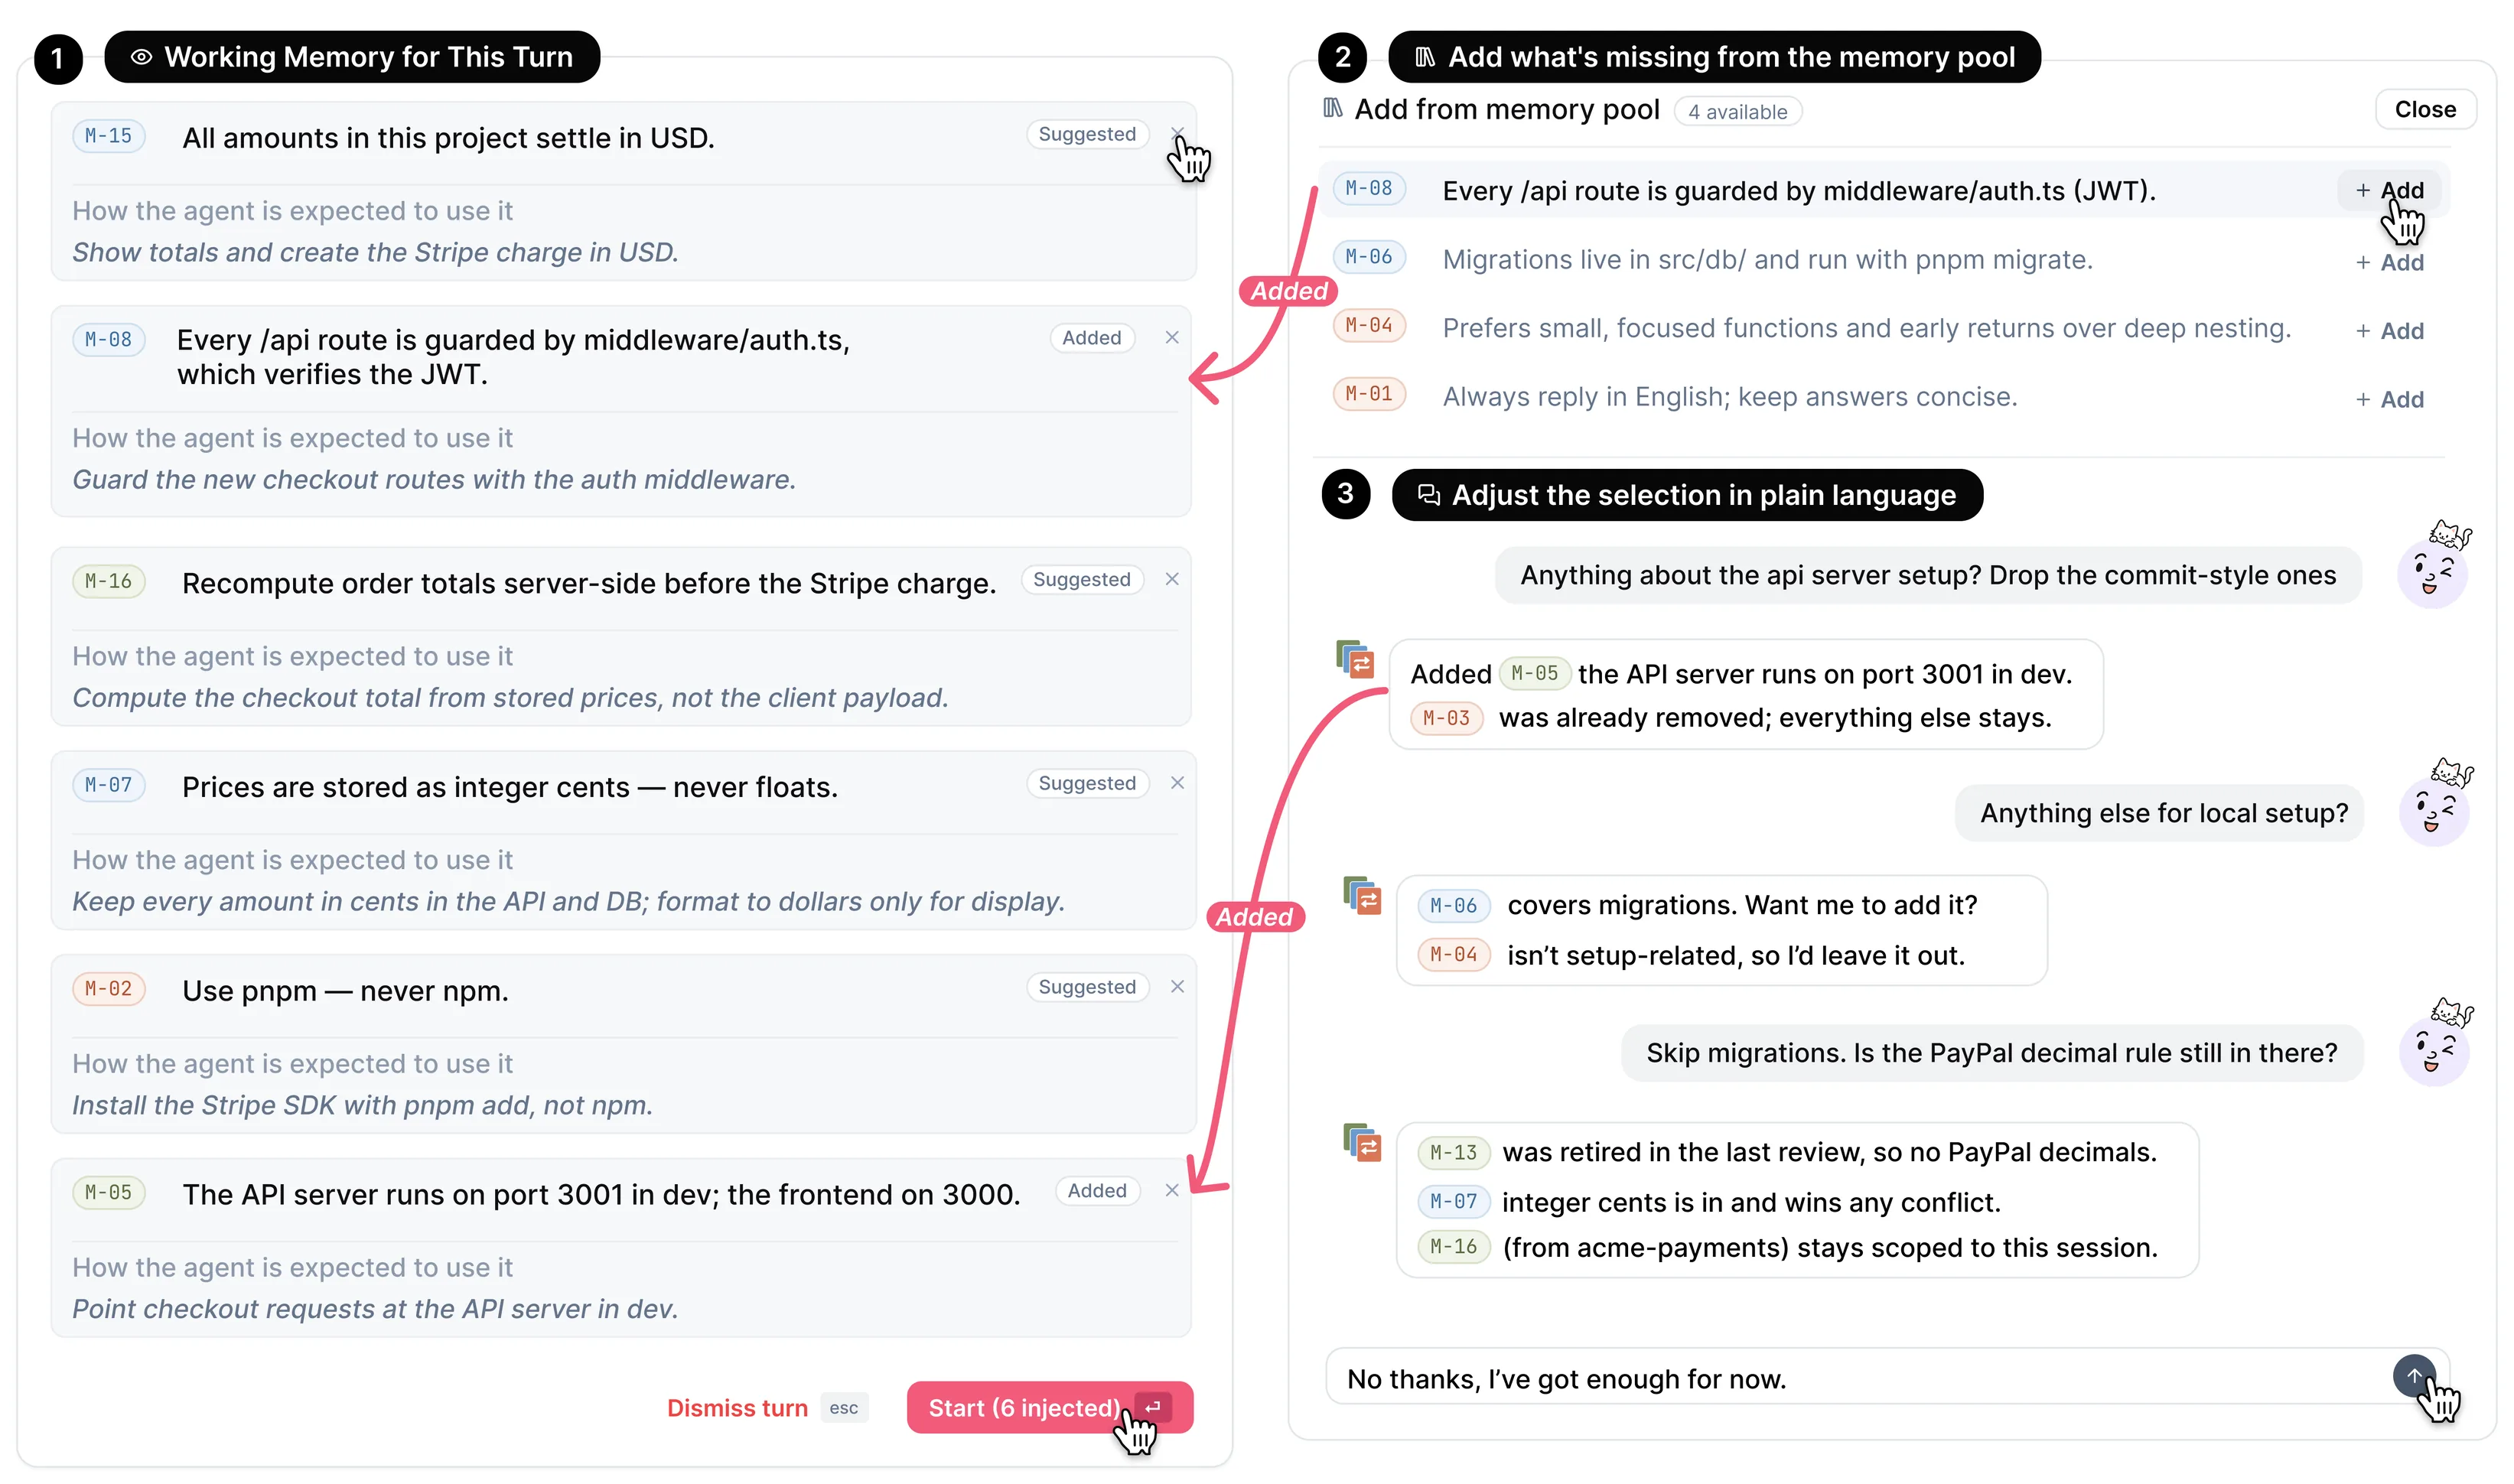 1
Working Memory for This Turn
M-15
All amounts in this project settle in USD.
Suggested
How the agent is expected to use it
Show totals and create the Stripe charge in USD.
M-08
Every /api route is guarded by middleware/auth.ts,
which verifies the JWT.
Added
How the agent is expected to use it
Guard the new checkout routes with the auth middleware.
M-16
Recompute order totals server-side before the Stripe charge.
Suggested
How the agent is expected to use it
Compute the checkout total from stored prices, not the client payload.
M-07
Prices are stored as integer cents — never floats.
Suggested
How the agent is expected to use it
Keep every amount in cents in the API and DB; format to dollars only for display.
M-02
Use pnpm — never npm.
Suggested
How the agent is expected to use it
Install the Stripe SDK with pnpm add, not npm.
M-05
The API server runs on port 3001 in dev; the frontend on 3000.
Added
How the agent is expected to use it
Point checkout requests at the API server in dev.
Dismiss turn esc
Start (6 injected)
Added
Added
2
Add what's missing from the memory pool
Add from memory pool 4 available
Close
M-08 Every /api route is guarded by middleware/auth.ts (JWT). + Add
M-06 Migrations live in src/db/ and run with pnpm migrate. + Add
M-04 Prefers small, focused functions and early returns over deep nesting. + Add
M-01 Always reply in English; keep answers concise. + Add
3
Adjust the selection in plain language
Anything about the api server setup? Drop the commit-style ones
Added M-05 the API server runs on port 3001 in dev.
M-03 was already removed; everything else stays.
Anything else for local setup?
M-06 covers migrations. Want me to add it?
M-04 isn’t setup-related, so I’d leave it out.
Skip migrations. Is the PayPal decimal rule still in there?
M-13 was retired in the last review, so no PayPal decimals.
M-07 integer cents is in and wins any conflict.
M-16 (from acme-payments) stays scoped to this session.
No thanks, I’ve got enough for now.